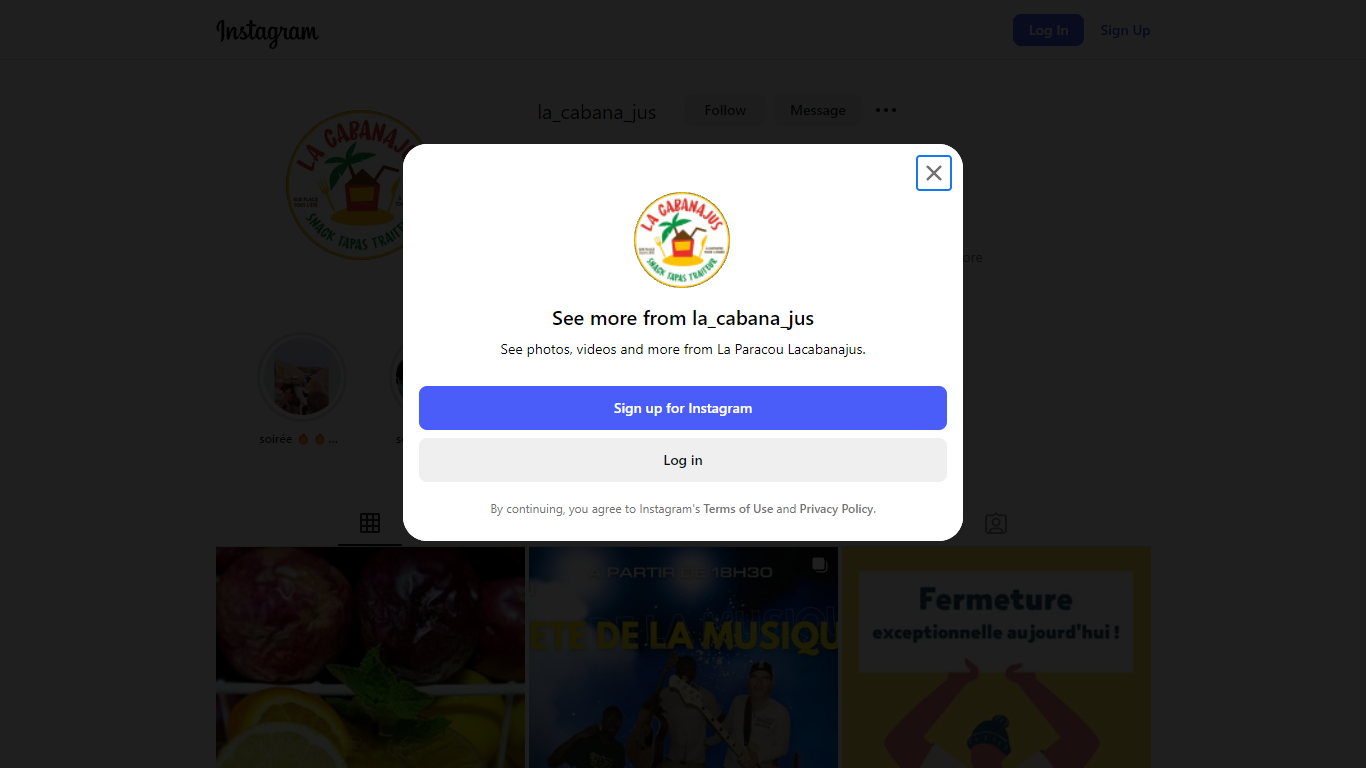 Instagram
Log In
Sign Up
la_cabana_jus
Follow
Message
LA CABANAJUS
SNACK TAPAS TRAITEUR
LA CABANAJUS
SNACK TAPAS TRAITEUR
See more from la_cabana_jus
See photos, videos and more from La Paracou Lacabanajus.
Sign up for Instagram
Log in
By continuing, you agree to Instagram's Terms of Use and Privacy Policy.
soirée 🔥 🔥 ...
A PARTIR DE 18H30
FETE DE LA MUSIQU
Fermeture
exceptionnelle aujourd'hui !